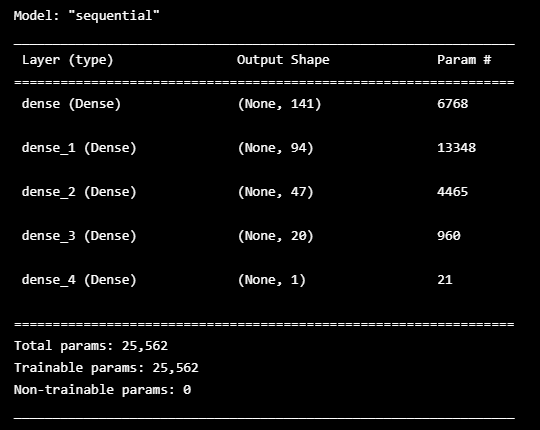 Model: "sequential"
Layer (type) Output Shape Param #
dense (Dense) (None, 141) 6768
dense_1 (Dense) (None, 94) 13348
dense_2 (Dense) (None, 47) 4465
dense_3 (Dense) (None, 20) 960
dense_4 (Dense) (None, 1) 21
Total params: 25,562
Trainable params: 25,562
Non-trainable params: 0